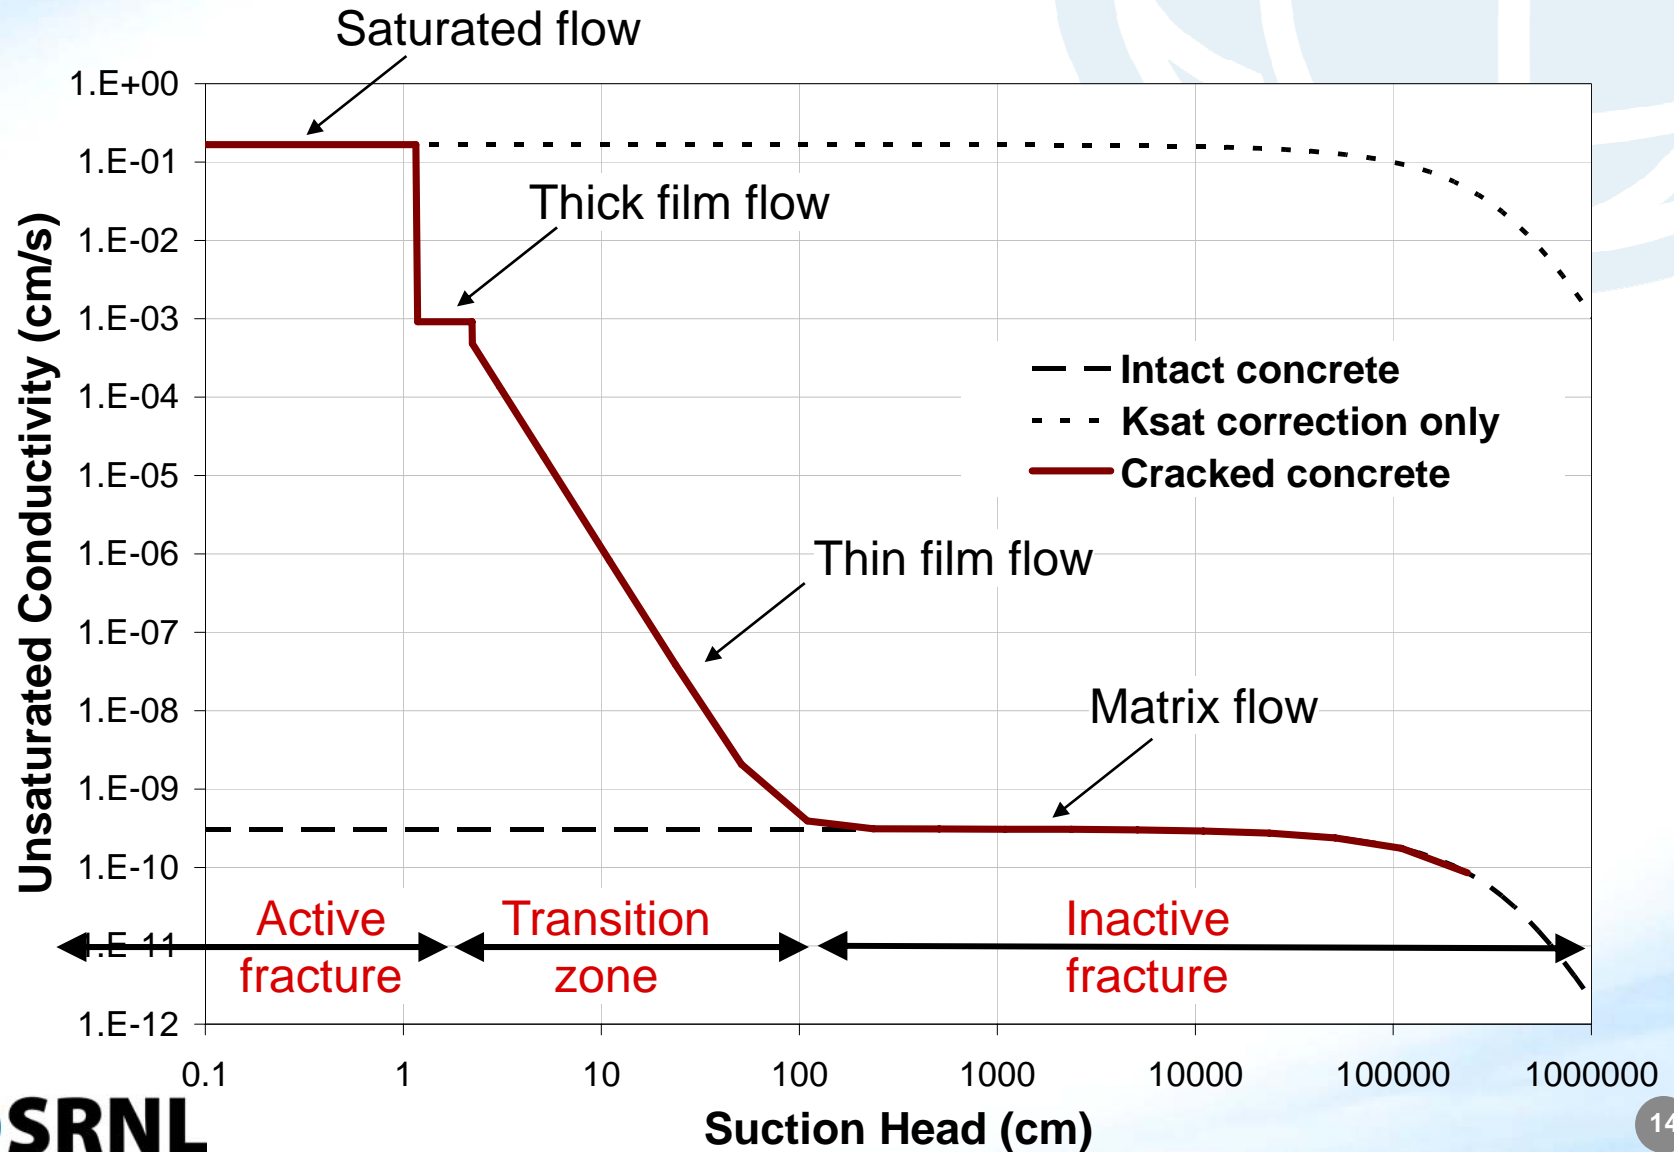 Saturated flow
1.E+00
1.E-01
Thick film flow
1.E-02
1.E-03
Intact concrete
1.E-04
Ksat correction only
1.E-05
Cracked concrete
1.E-06
Thin film flow
1.E-07
1.E-08
Matrix flow
1.E-09
1.E-10
Active fracture
Transition zone
Inactive fracture
1.E-11
1.E-12
Unsaturated Conductivity (cm/s)
0.1 1 10 100 1000 10000 100000 1000000
Suction Head (cm)
SRNL
14